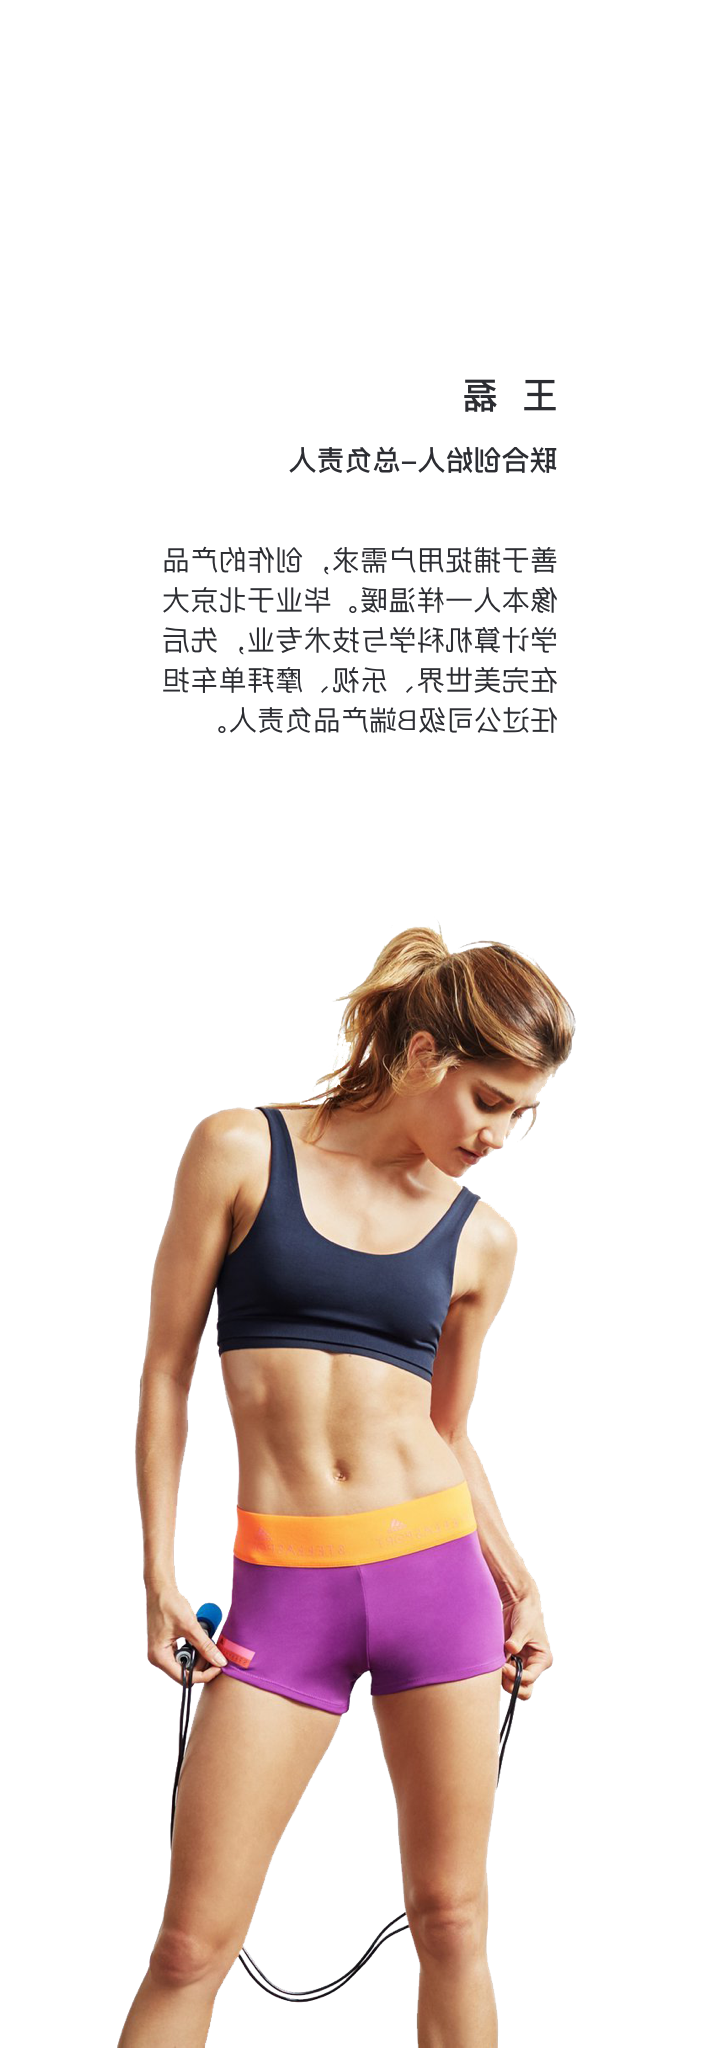 王 磊
联合创始人-总负责人
善于捕捉用户需求，创作的产品
像本人一样温暖。毕业于北京大
学计算机科学与技术专业，先后
在完美世界、乐视、摩拜单车担
任过公司级B端产品负责人。